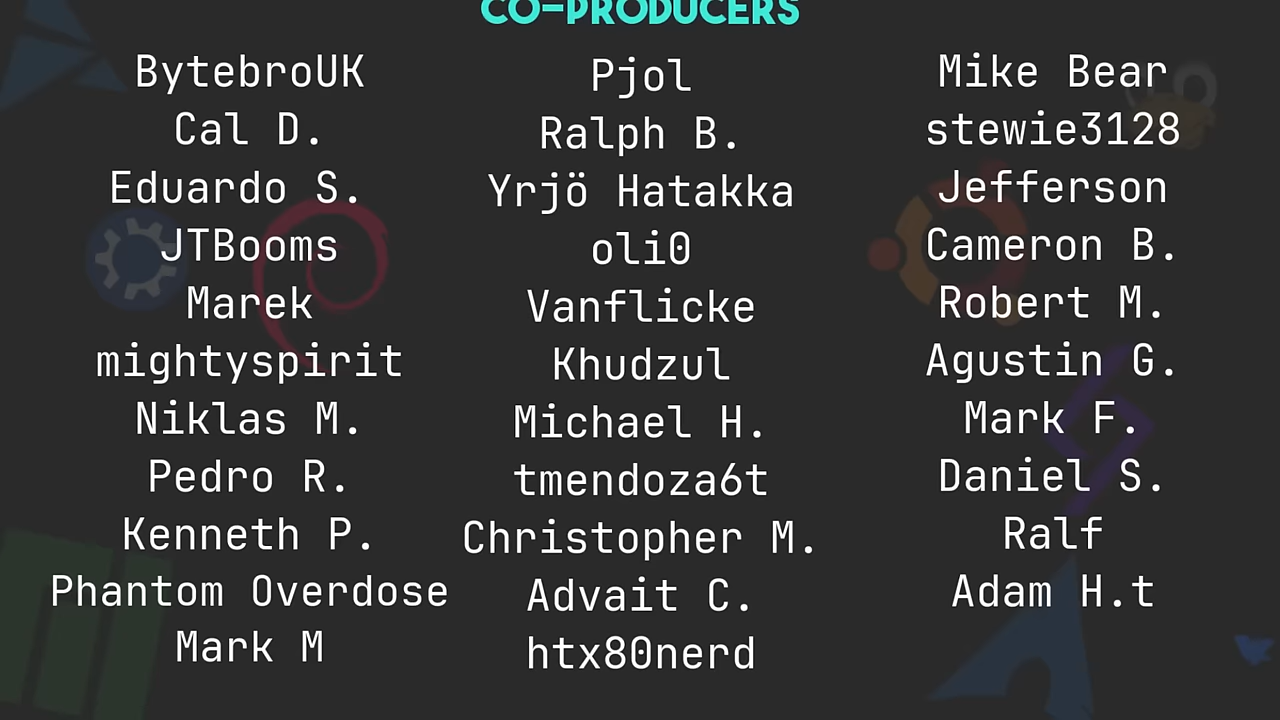 CO-PRODUCERS
BytebroUK
Cal D.
Eduardo S.
JTBooms
Marek
mightyspirit
Niklas M.
Pedro R.
Kenneth P.
Phantom Overdose
Mark M
Pjol
Ralph B.
Yrjö Hatakka
oli0
Vanflicke
Khudzul
Michael H.
tmendoza6t
Christopher M.
Advait C.
htx80nerd
Mike Bear
stewie3128
Jefferson
Cameron B.
Robert M.
Agustin G.
Mark F.
Daniel S.
Ralf
Adam H.t